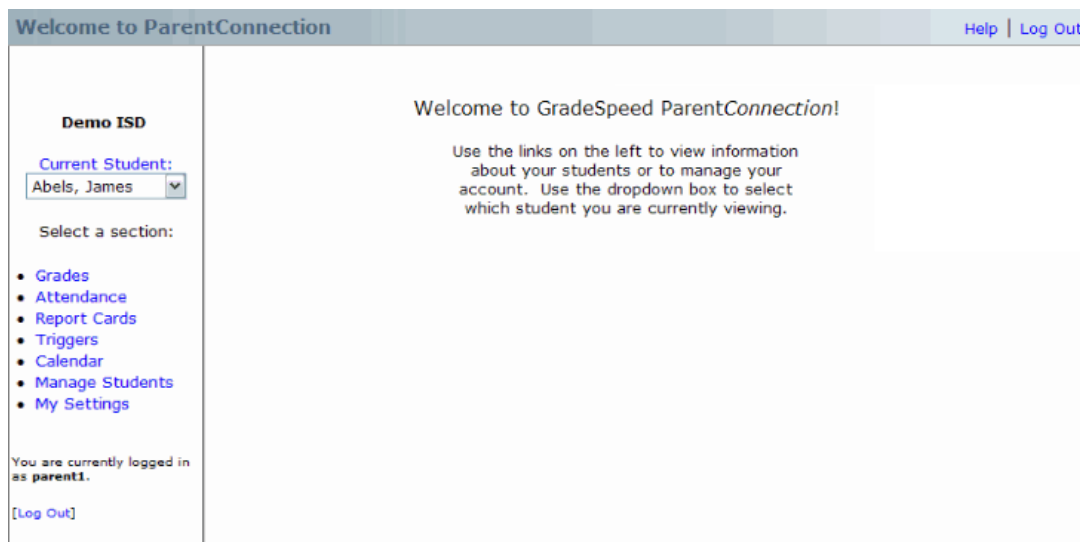 Welcome to ParentConnection
Help | Log Out
Demo ISD
Current Student:
Abels, James
Select a section:
• Grades
• Attendance
• Report Cards
• Triggers
• Calendar
• Manage Students
• My Settings
You are currently logged in
as parent1.
[Log Out]
Welcome to GradeSpeed ParentConnection!
Use the links on the left to view information
about your students or to manage your
account. Use the dropdown box to select
which student you are currently viewing.